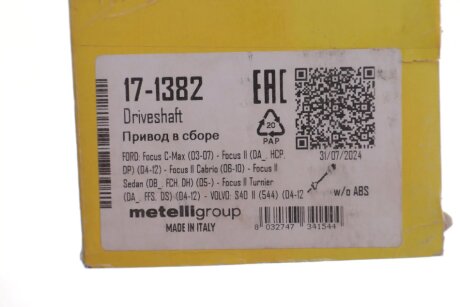 17-1382
Driveshaft
Привод в сборе
EAC
20
PAP
31/07/2024
FORD: Focus C-Max (03-07) - Focus II (DA_, HCP,
DP) (04-12) - Focus II Cabrio (06-10) - Focus II
Sedan (DB_, FCH, DH) (05-) - Focus II Turnier
(DA_, FFS, DS) (04-12) - VOLVO: S40 II (544) (04-12
w/o ABS
metelligroup
MADE IN ITALY
8 032747 341544